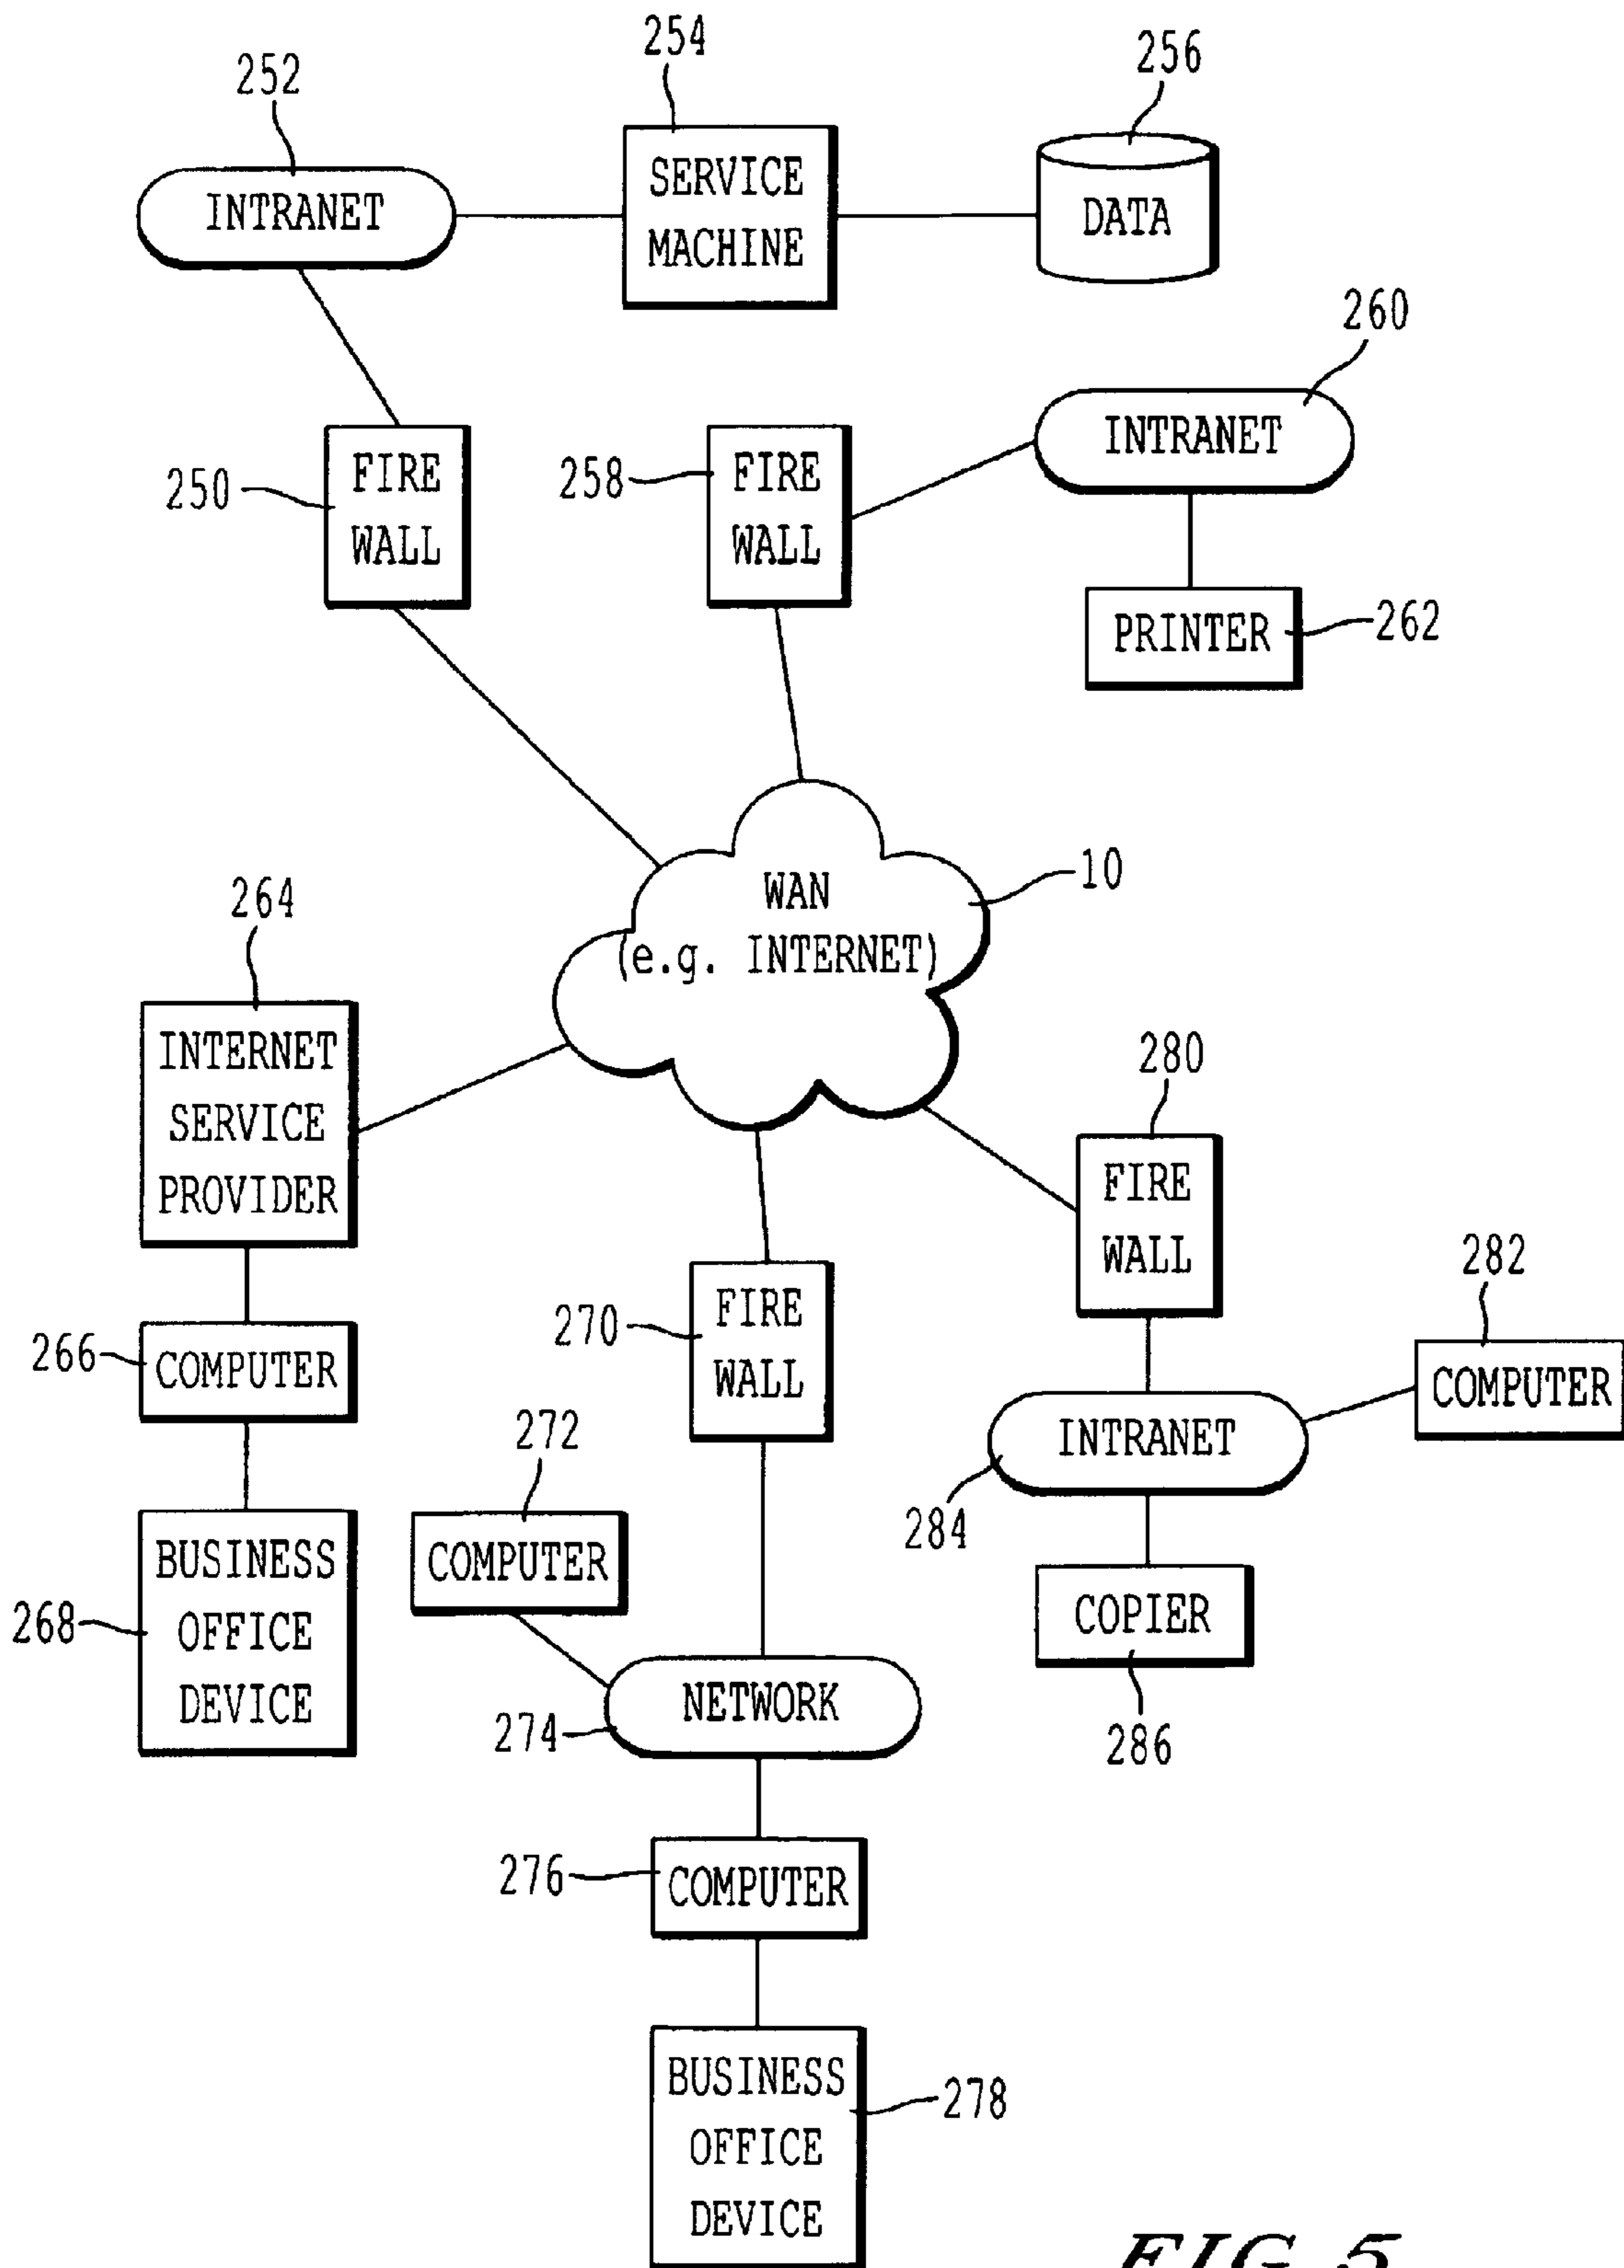 254
256
252
SERVICE
MACHINE
INTRANET
DATA
260
INTRANET
250
FIRE
WALL
258
FIRE
WALL
PRINTER
262
WAN
(e.g. INTERNET)
10
264
INTERNET
SERVICE
PROVIDER
280
FIRE
WALL
282
COMPUTER
266
COMPUTER
270
FIRE
WALL
INTRANET
284
272
COMPUTER
BUSINESS
OFFICE
DEVICE
268
COPIER
286
NETWORK
274
276
COMPUTER
BUSINESS
OFFICE
DEVICE
278
FIG. 5